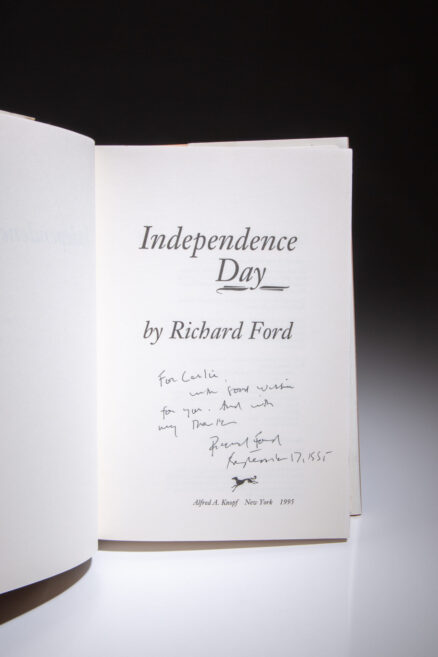 Independence
Day
by Richard Ford
For Leslie,
with good wishes
for you. And with
my thanks
Richard Ford
September 17, 1995
Alfred A. Knopf New York 1995